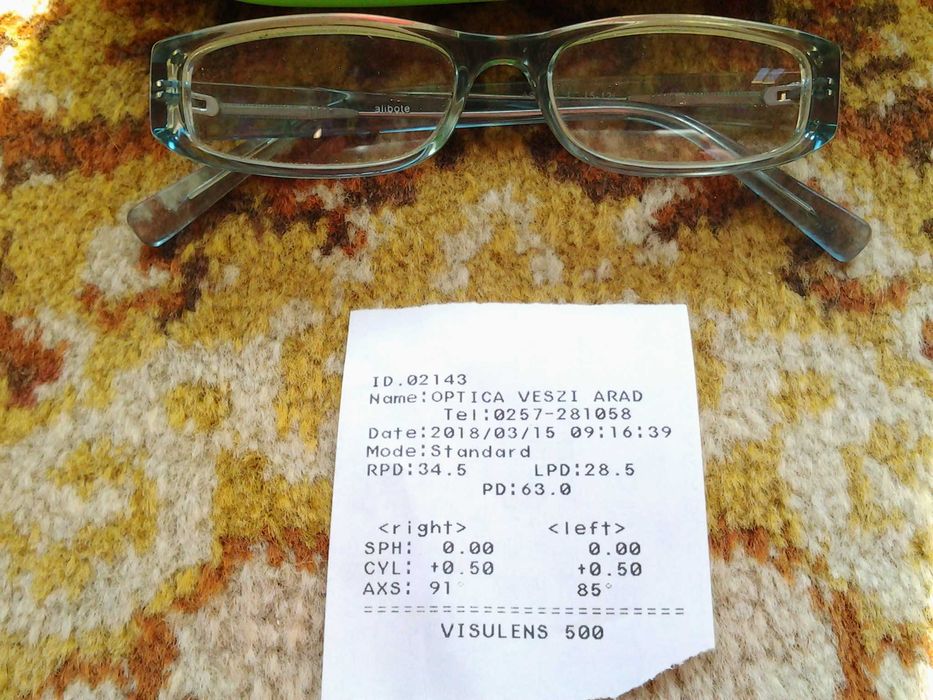 alibote
ID.02143
Name:OPTICA VESZI ARAD
Tel:0257-281058
Date:2018/03/15 09:16:39
Mode:Standard
RPD:34.5 LPD:28.5
PD:63.0
<right> <left>
SPH: 0.00 0.00
CYL: +0.50 +0.50
AXS: 91° 85°
==========================
VISULENS 500